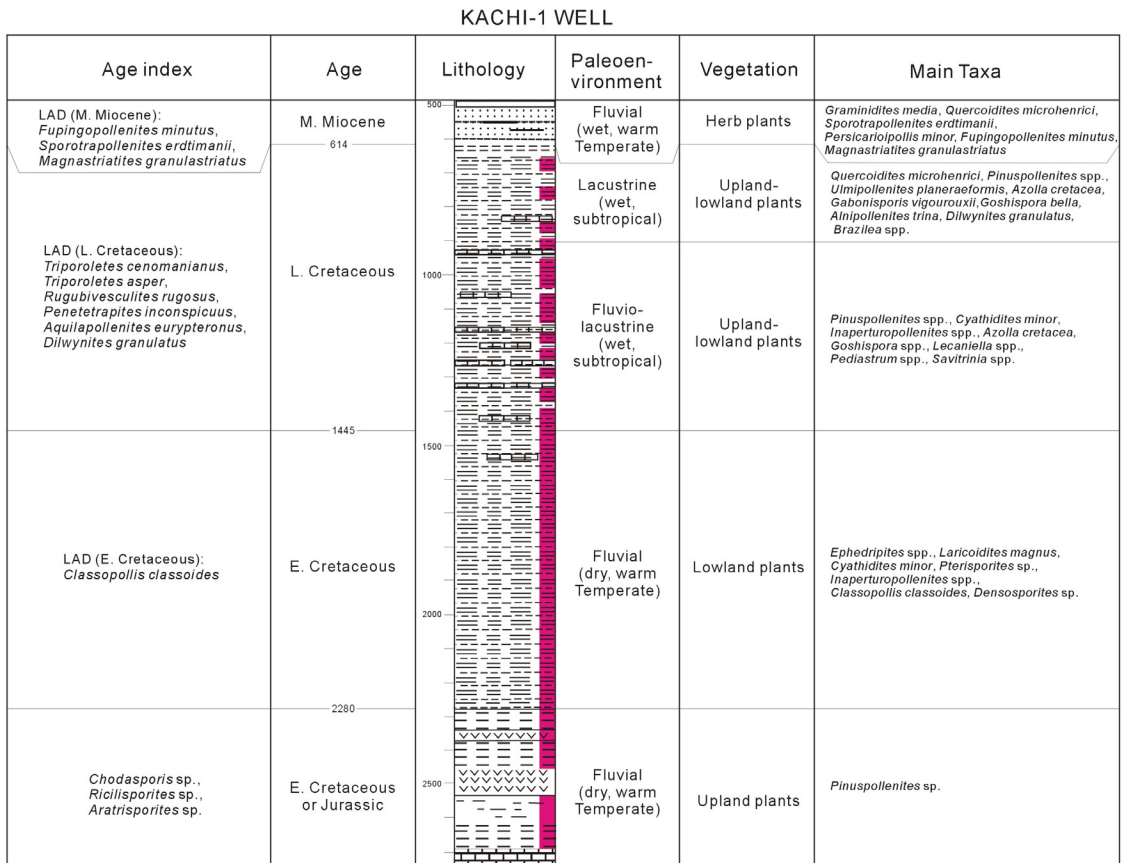 KACHI-1 WELL
Age index
Age
Lithology
Paleoen-
vironment
Vegetation
Main Taxa
LAD (M. Miocene):
Fupingopollenites minutus,
Sporotrapollenites erdtimanii,
Magnastriatites granulastriatus
M. Miocene
614
500
Fluvial
(wet, warm
Temperate)
Herb plants
Graminidites media, Quercoidites microhenrici,
Sporotrapollenites erdtimanii,
Persicarioipollis minor, Fupingopollenites minutus,
Magnastriatites granulastriatus
LAD (L. Cretaceous):
Triporoletes cenomanianus,
Triporoletes asper,
Rugubivesculites rugosus,
Penetetrapites inconspicuus,
Aquilapollenites eurypteronus,
Dilwynites granulatus
L. Cretaceous
1445
1000
Lacustrine
(wet,
subtropical)
Upland-
lowland plants
Quercoidites microhenrici, Pinuspollenites spp.,
Ulmipollenites planeraeformis, Azolla cretacea,
Gabonisporis vigourouxii,Goshispora bella,
Alnipollenites trina, Dilwynites granulatus,
Brazilea spp.
Fluvio-
lacustrine
(wet,
subtropical)
Upland-
lowland plants
Pinuspollenites spp., Cyathidites minor,
Inaperturopollenites spp., Azolla cretacea,
Goshispora spp., Lecaniella spp.,
Pediastrum spp., Savitrinia spp.
LAD (E. Cretaceous):
Classopollis classoides
E. Cretaceous
2280
1500
2000
Fluvial
(dry, warm
Temperate)
Lowland plants
Ephedripites spp., Laricoidites magnus,
Cyathidites minor, Pterisporites sp.,
Inaperturopollenites spp.,
Classopollis classoides, Densosporites sp.
Chodasporis sp.,
Ricilisporites sp.,
Aratrisporites sp.
E. Cretaceous
or Jurassic
2500
Fluvial
(dry, warm
Temperate)
Upland plants
Pinuspollenites sp.